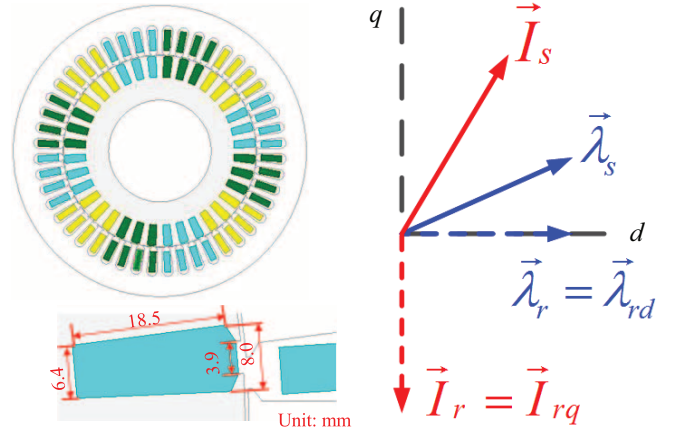 q
I_s
λ_s
d
λ_r = λ_rd
I_r = I_rq
18.5
6.4
3.9
8.0
Unit: mm